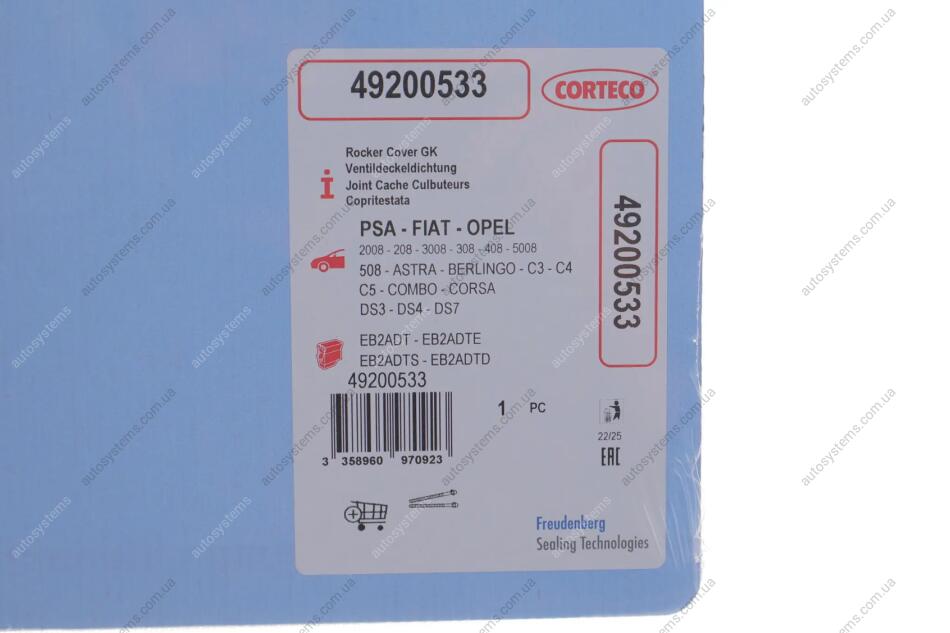 49200533
CORTECO
Rocker Cover GK
Ventildeckeldichtung
Joint Cache Culbuteurs
Copritestata
PSA - FIAT - OPEL
2008 - 208 - 3008 - 308 - 408 - 5008
508 - ASTRA - BERLINGO - C3 - C4
C5 - COMBO - CORSA
DS3 - DS4 - DS7
49200533
EB2ADT - EB2ADTE
EB2ADTS - EB2ADTD
49200533
1 PC
3 358960 970923
22/25
EAC
Freudenberg
Sealing Technologies
autosystems.com.ua